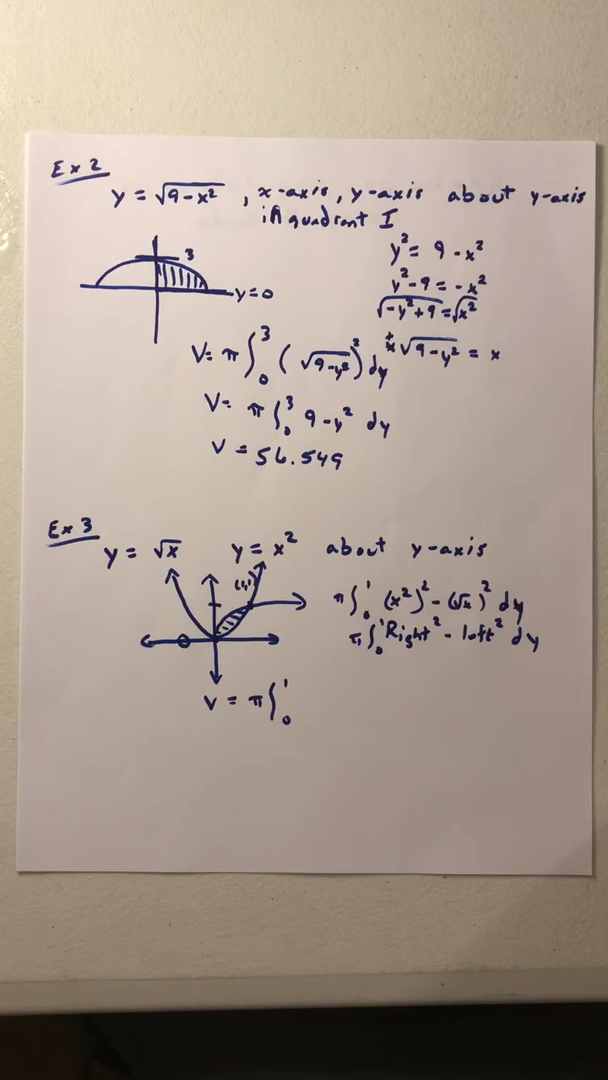 Ex 2
y = √(9 - x²) , x-axis, y-axis about y-axis
in quadrant I
y² = 9 - x²
3
y² - 9 = - x²
y = 0
√(-y² + 9) = √(x²)
± √(9 - y²) = x
V = π ∫₀³ (√(9 - y²))² dy
V = π ∫₀³ 9 - y² dy
V = 56.549
Ex 3
y = √x y = x² about y-axis
(1,1)
π ∫₀¹ (x²)² - (√x)² dy
π ∫₀¹ Right² - left² dy
V = π ∫₀¹